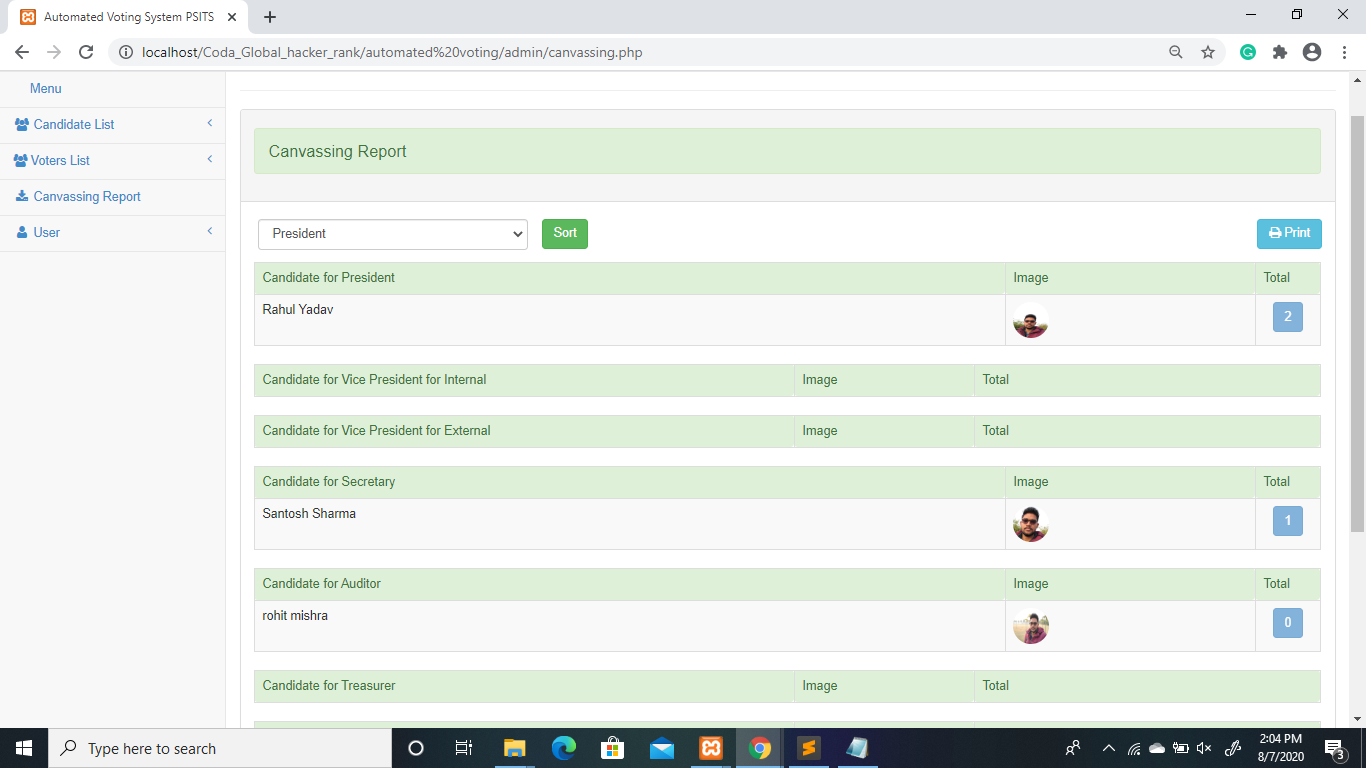 Automated Voting System PSITS
localhost/Coda_Global_hacker_rank/automated%20voting/admin/canvassing.php
Menu
Candidate List
Voters List
Canvassing Report
User
Canvassing Report
President
Sort
Print
Candidate for President Image Total
Rahul Yadav 2
Candidate for Vice President for Internal Image Total
Candidate for Vice President for External Image Total
Candidate for Secretary Image Total
Santosh Sharma 1
Candidate for Auditor Image Total
rohit mishra 0
Candidate for Treasurer Image Total
Type here to search
2:04 PM
8/7/2020
3